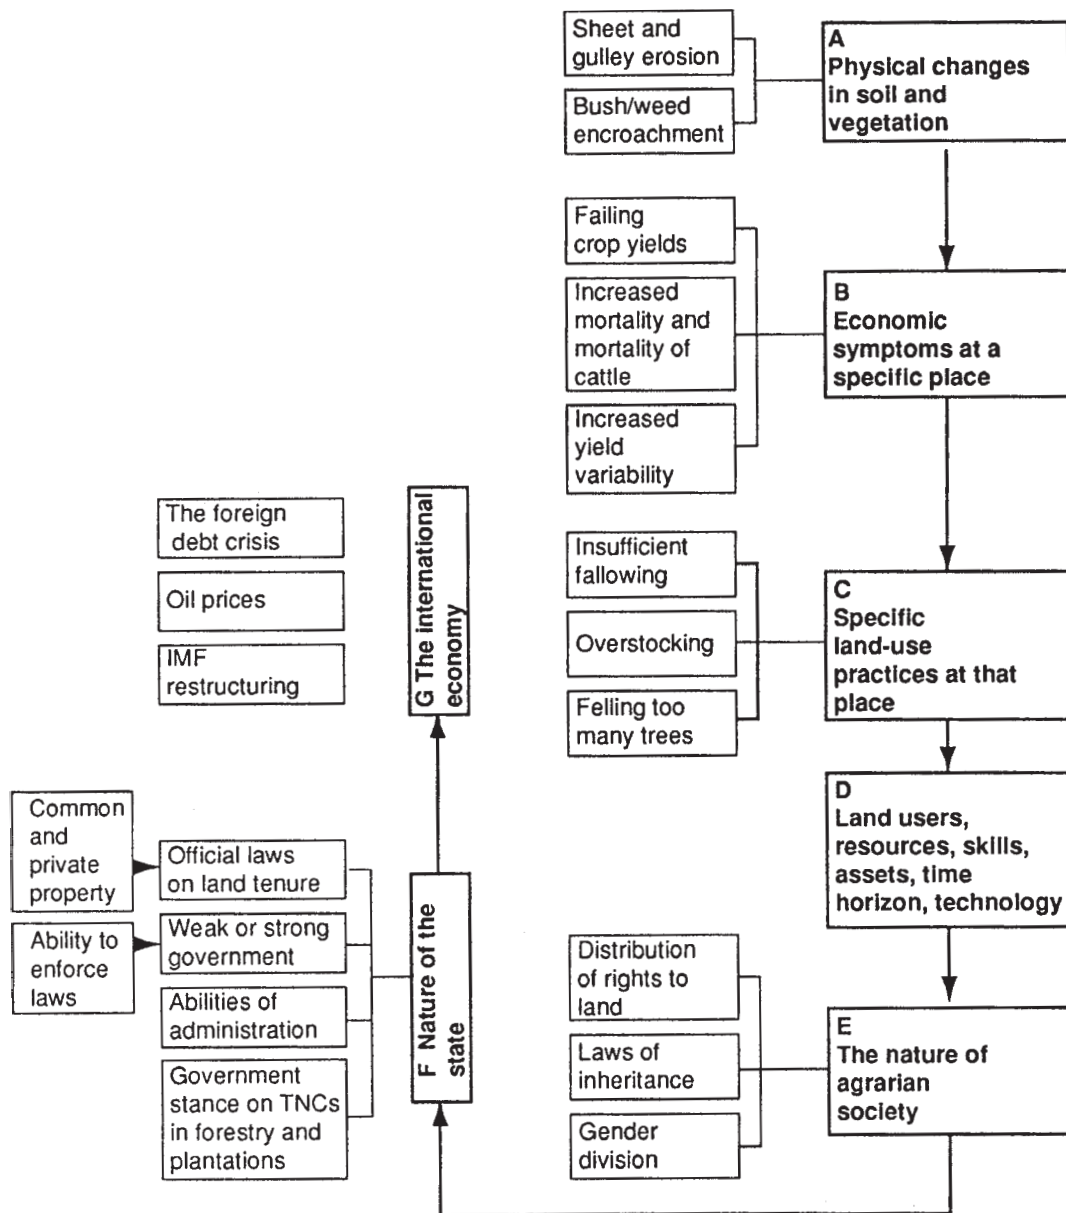 Sheet and
gulley erosion
Bush/weed
encroachment
A
Physical changes
in soil and
vegetation
Failing
crop yields
Increased
mortality and
mortality of
cattle
Increased
yield
variability
B
Economic
symptoms at a
specific place
Insufficient
fallowing
Overstocking
Felling too
many trees
C
Specific
land-use
practices at that
place
D
Land users,
resources, skills,
assets, time
horizon, technology
Distribution
of rights to
land
Laws of
inheritance
Gender
division
E
The nature of
agrarian
society
Common
and
private
property
Ability to
enforce
laws
Official laws
on land tenure
Weak or strong
government
Abilities of
administration
Government
stance on TNCs
in forestry and
plantations
F Nature of the
state
The foreign
debt crisis
Oil prices
IMF
restructuring
G The international
economy